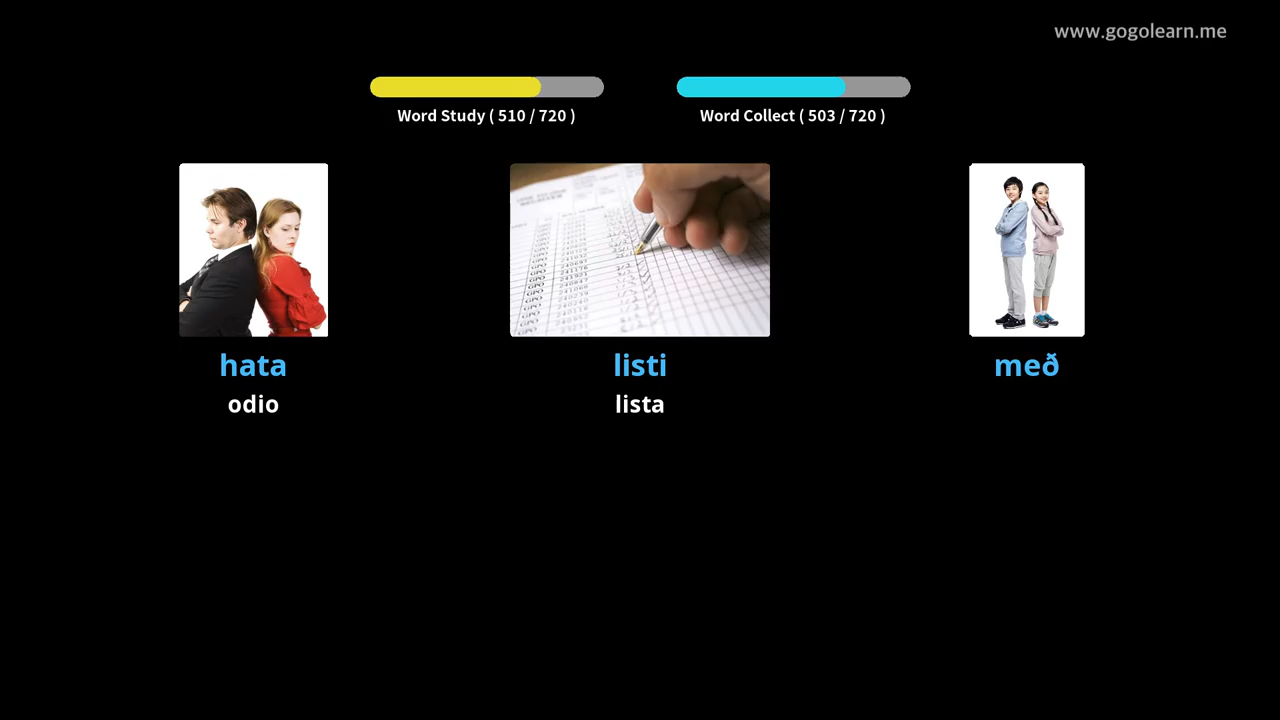 www.gogolearn.me
Word Study ( 510 / 720 )
Word Collect ( 503 / 720 )
hata
listi
með
odio
lista